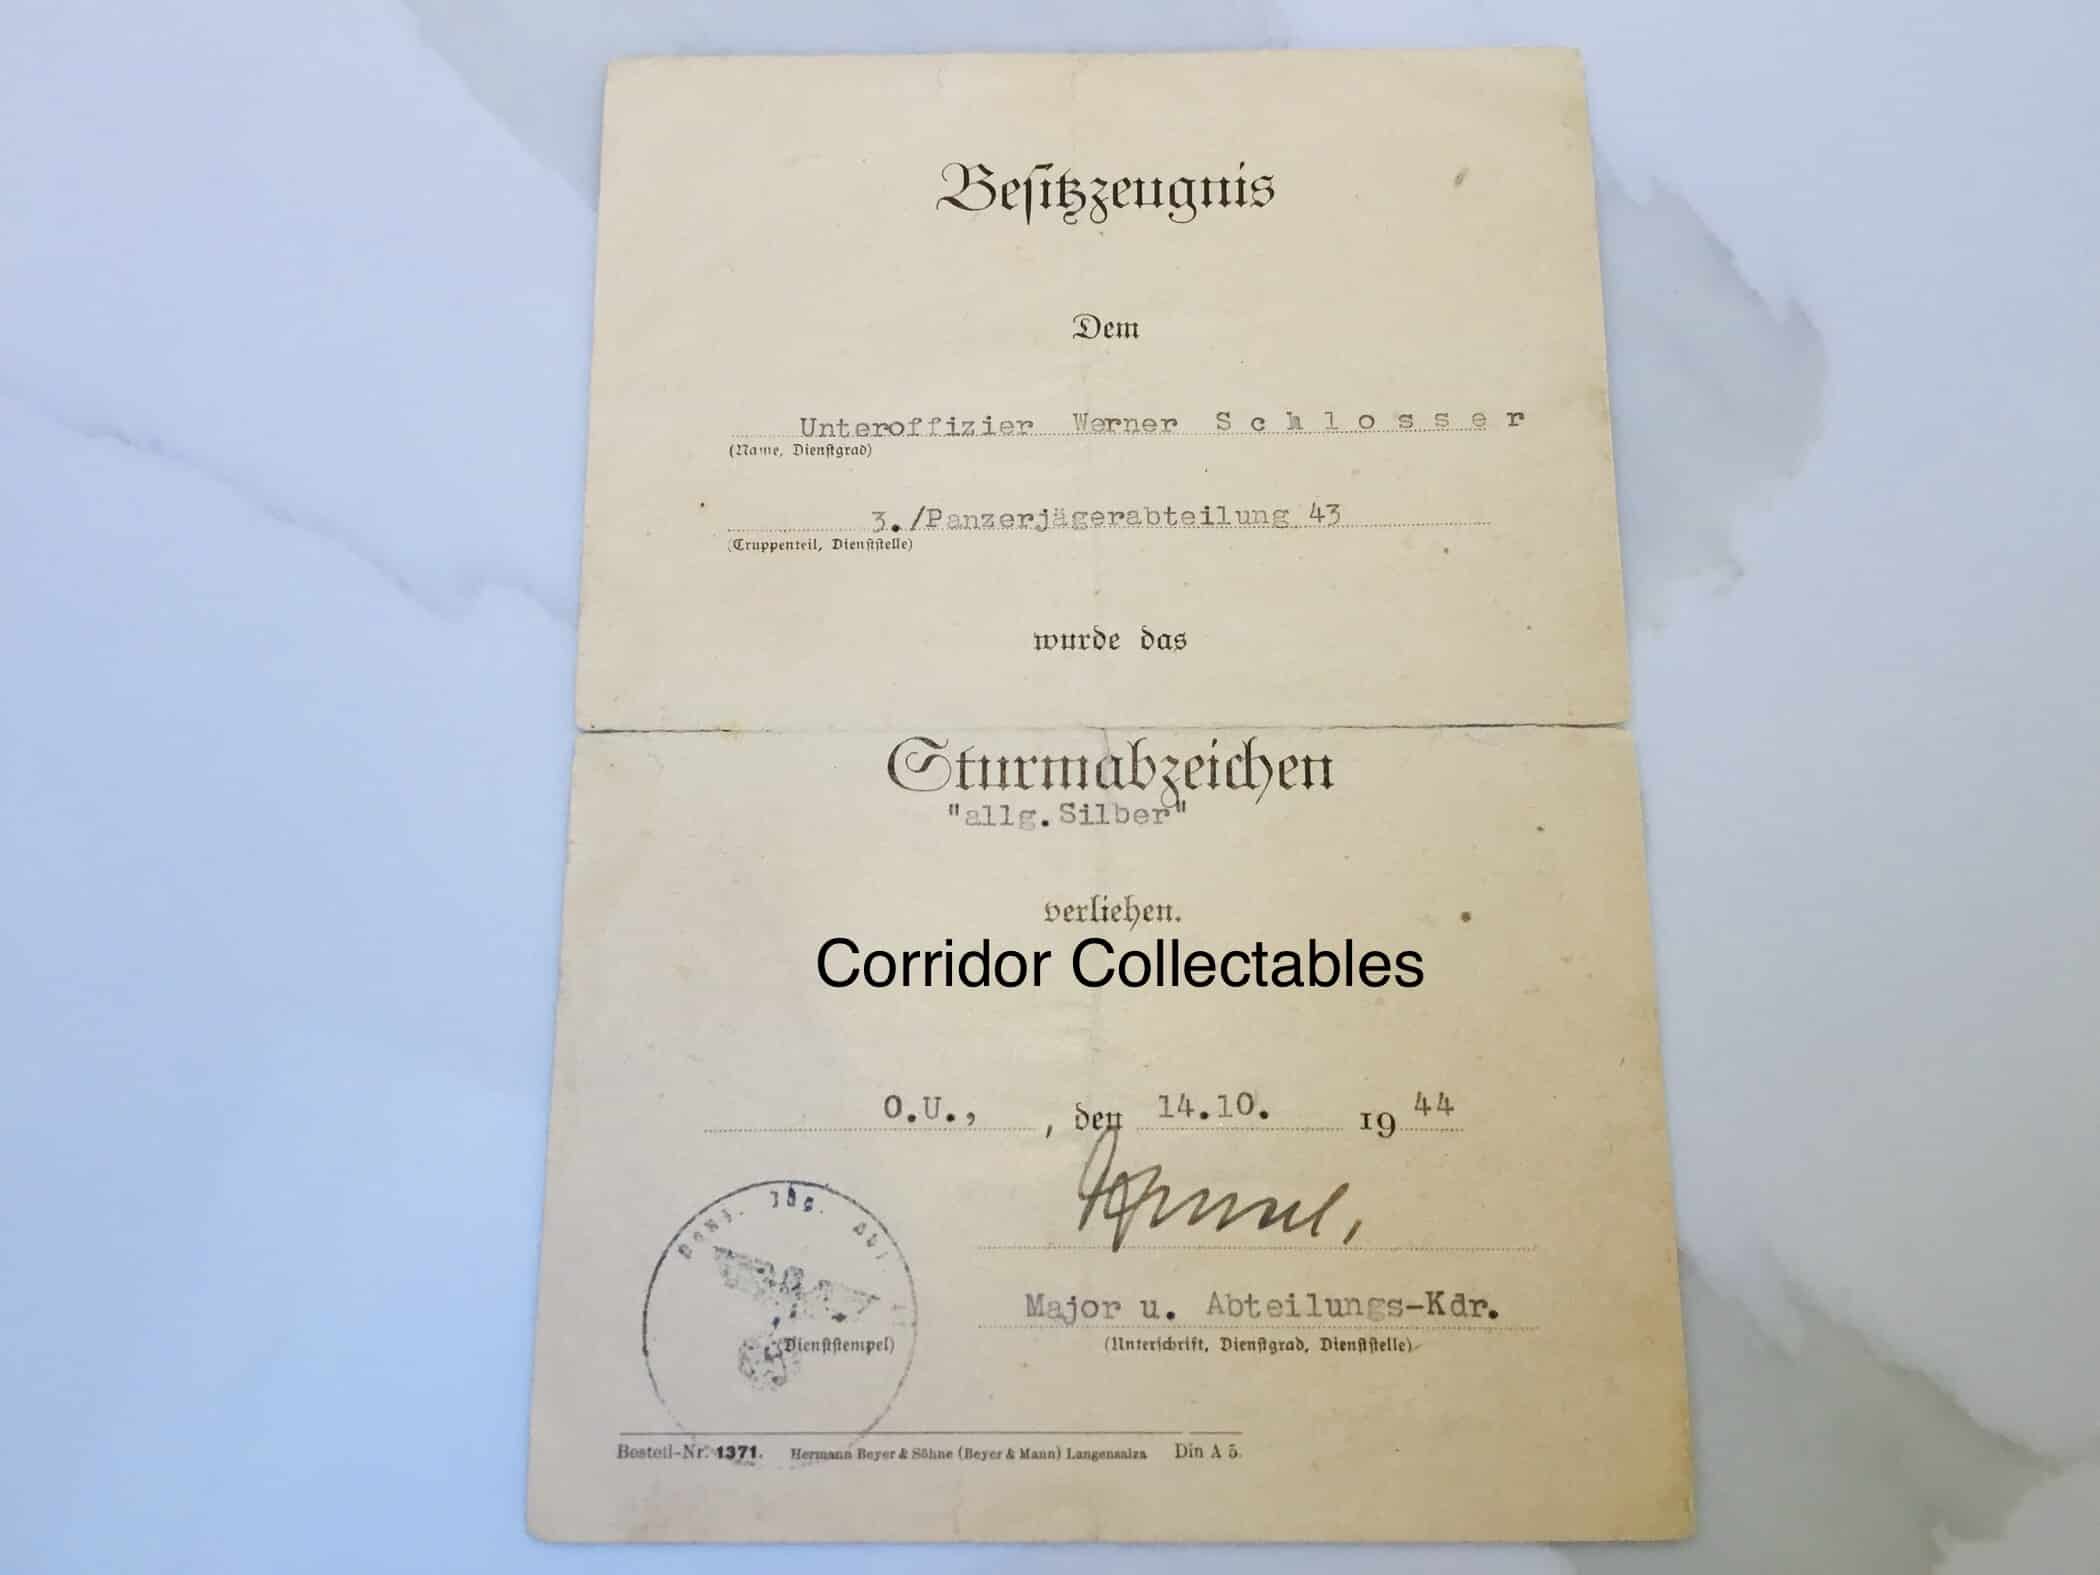 Besitzzeugnis
Dem
Unteroffizier Werner Schlosser
(Name, Dienstgrad)
3./Panzerjägerabteilung 43
(Truppenteil, Dienststelle)
wurde das
Sturmabzeichen
"allg.Silber"
verliehen.
Corridor Collectables
O.U., , den 14.10. 1944
Major u. Abteilungs-Kdr.
(Dienststempel) (Unterschrift, Dienstgrad, Dienststelle)
Bestell-Nr. 1371. Hermann Beyer & Söhne (Beyer & Mann) Langensalza Din A 5.